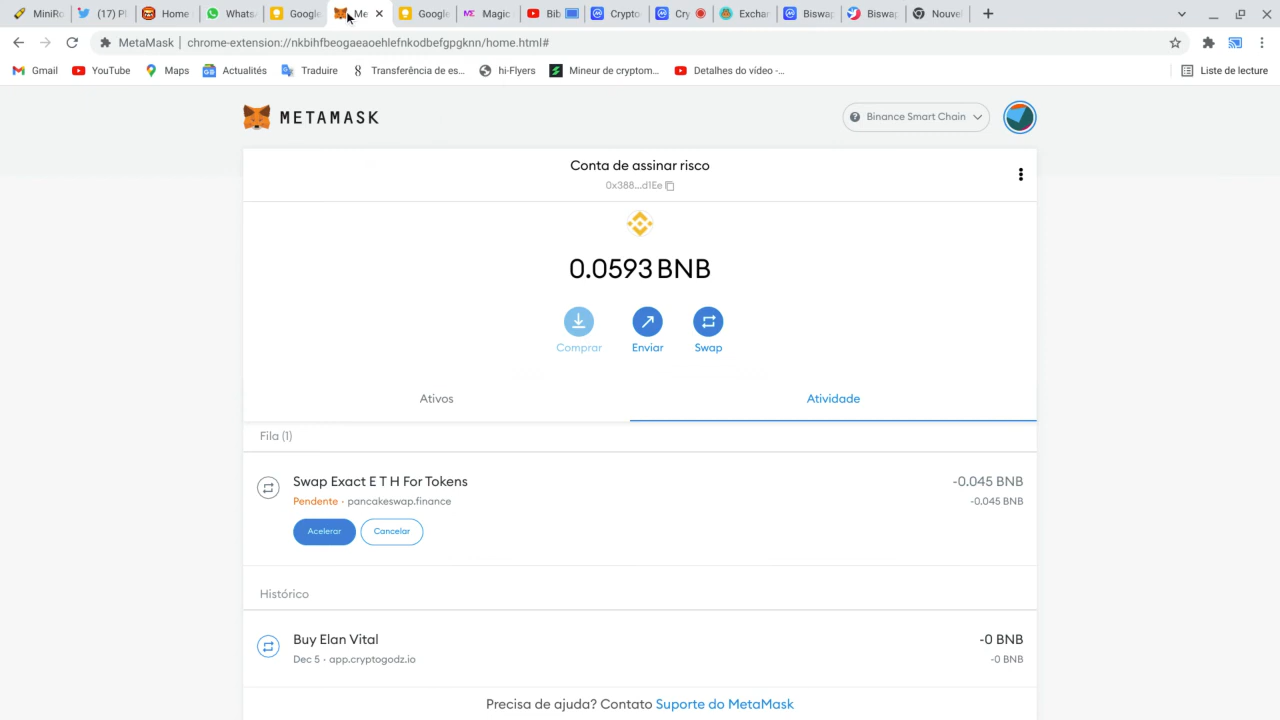 MiniRo
(17) Pl
Home
Whats
Google
Me
Google
Magic
Bib
Crypto
Cry
Exchan
Biswap
Biswap
Nouvel
MetaMask | chrome-extension://nkbihfbeogaeaoehlefnkodbefgpgknn/home.html#
Gmail YouTube Maps Actualités Traduire Transferência de es... hi-Flyers Mineur de cryptom... Detalhes do vídeo -... Liste de lecture
METAMASK
Binance Smart Chain
Conta de assinar risco
0x388...d1Ee
0.0593 BNB
Comprar Enviar Swap
Ativos Atividade
Fila (1)
Swap Exact E T H For Tokens -0.045 BNB
Pendente · pancakeswap.finance -0.045 BNB
Acelerar Cancelar
Histórico
Buy Elan Vital -0 BNB
Dec 5 · app.cryptogodz.io -0 BNB
Precisa de ajuda? Contato Suporte do MetaMask